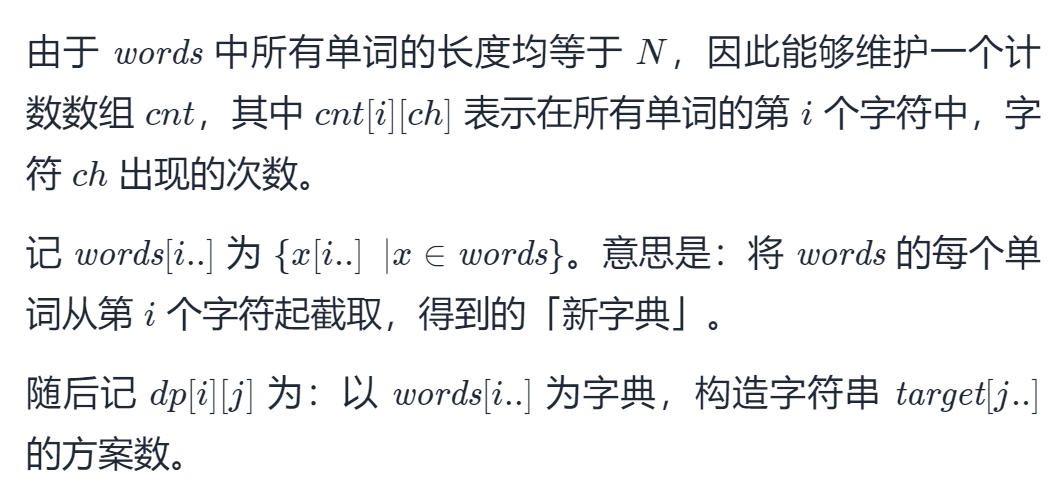 由于 words 中所有单词的长度均等于 N，因此能够维护一个计
数数组 cnt，其中 cnt[i][ch] 表示在所有单词的第 i 个字符中，字
符 ch 出现的次数。
记 words[i..] 为 {x[i..] |x ∈ words}。意思是：将 words 的每个单
词从第 i 个字符起截取，得到的「新字典」。
随后记 dp[i][j] 为：以 words[i..] 为字典，构造字符串 target[j..]
的方案数。